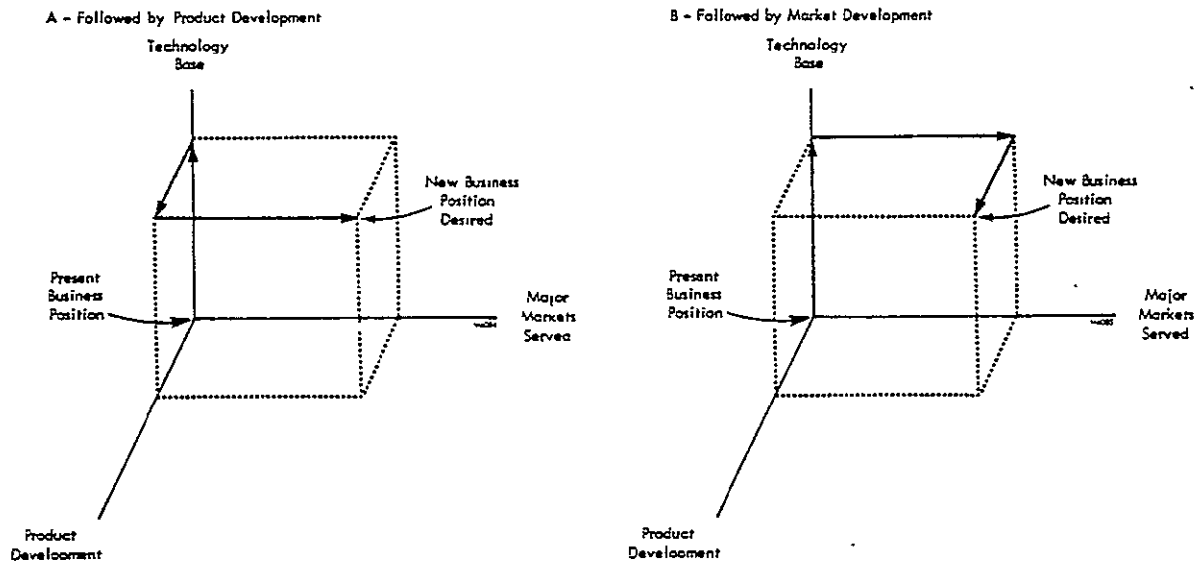 A - Followed by Product Development
Technology
Base
New Business
Position
Desired
Present
Business
Position
Major
Markets
Served
Product
Development
B - Followed by Market Development
Technology
Base
New Business
Position
Desired
Present
Business
Position
Major
Markets
Served
Product
Development